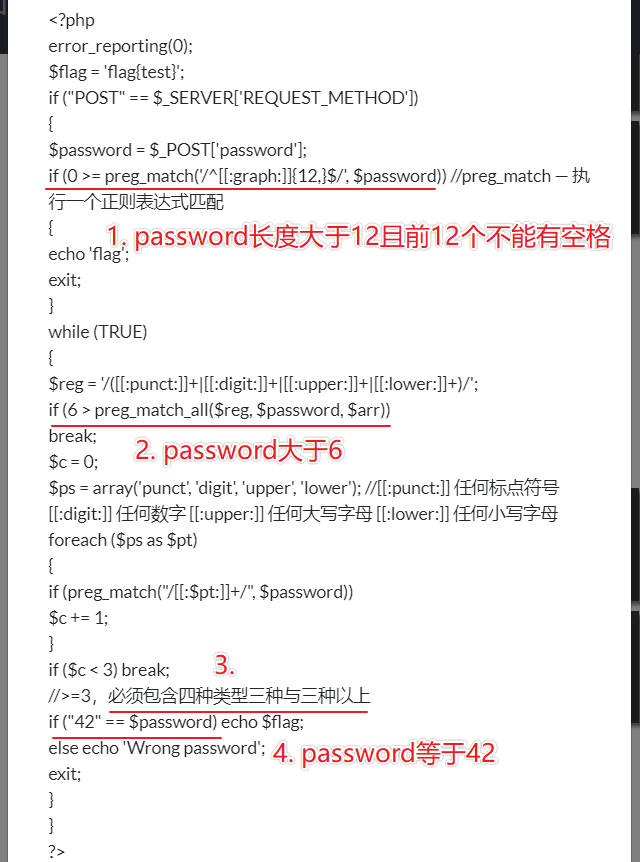 <?php
error_reporting(0);
$flag = 'flag{test}';
if ("POST" == $_SERVER['REQUEST_METHOD'])
{
$password = $_POST['password'];
if (0 >= preg_match('/^[[:graph:]]{12,}$/', $password)) //preg_match — 执
行一个正则表达式匹配
{
1. password长度大于12且前12个不能有空格
echo 'flag';
exit;
}
while (TRUE)
{
$reg = '/([[:punct:]]+|[[:digit:]]+|[[:upper:]]+|[[:lower:]]+)/';
if (6 > preg_match_all($reg, $password, $arr))
break;
2. password大于6
$c = 0;
$ps = array('punct', 'digit', 'upper', 'lower'); //[[:punct:]] 任何标点符号
[[:digit:]] 任何数字 [[:upper:]] 任何大写字母 [[:lower:]] 任何小写字母
foreach ($ps as $pt)
{
if (preg_match("/[[:$pt:]]+/", $password))
$c += 1;
}
if ($c < 3) break;
3.
//>=3，必须包含四种类型三种与三种以上
if ("42" == $password) echo $flag;
else echo 'Wrong password';
4. password等于42
exit;
}
}
?>